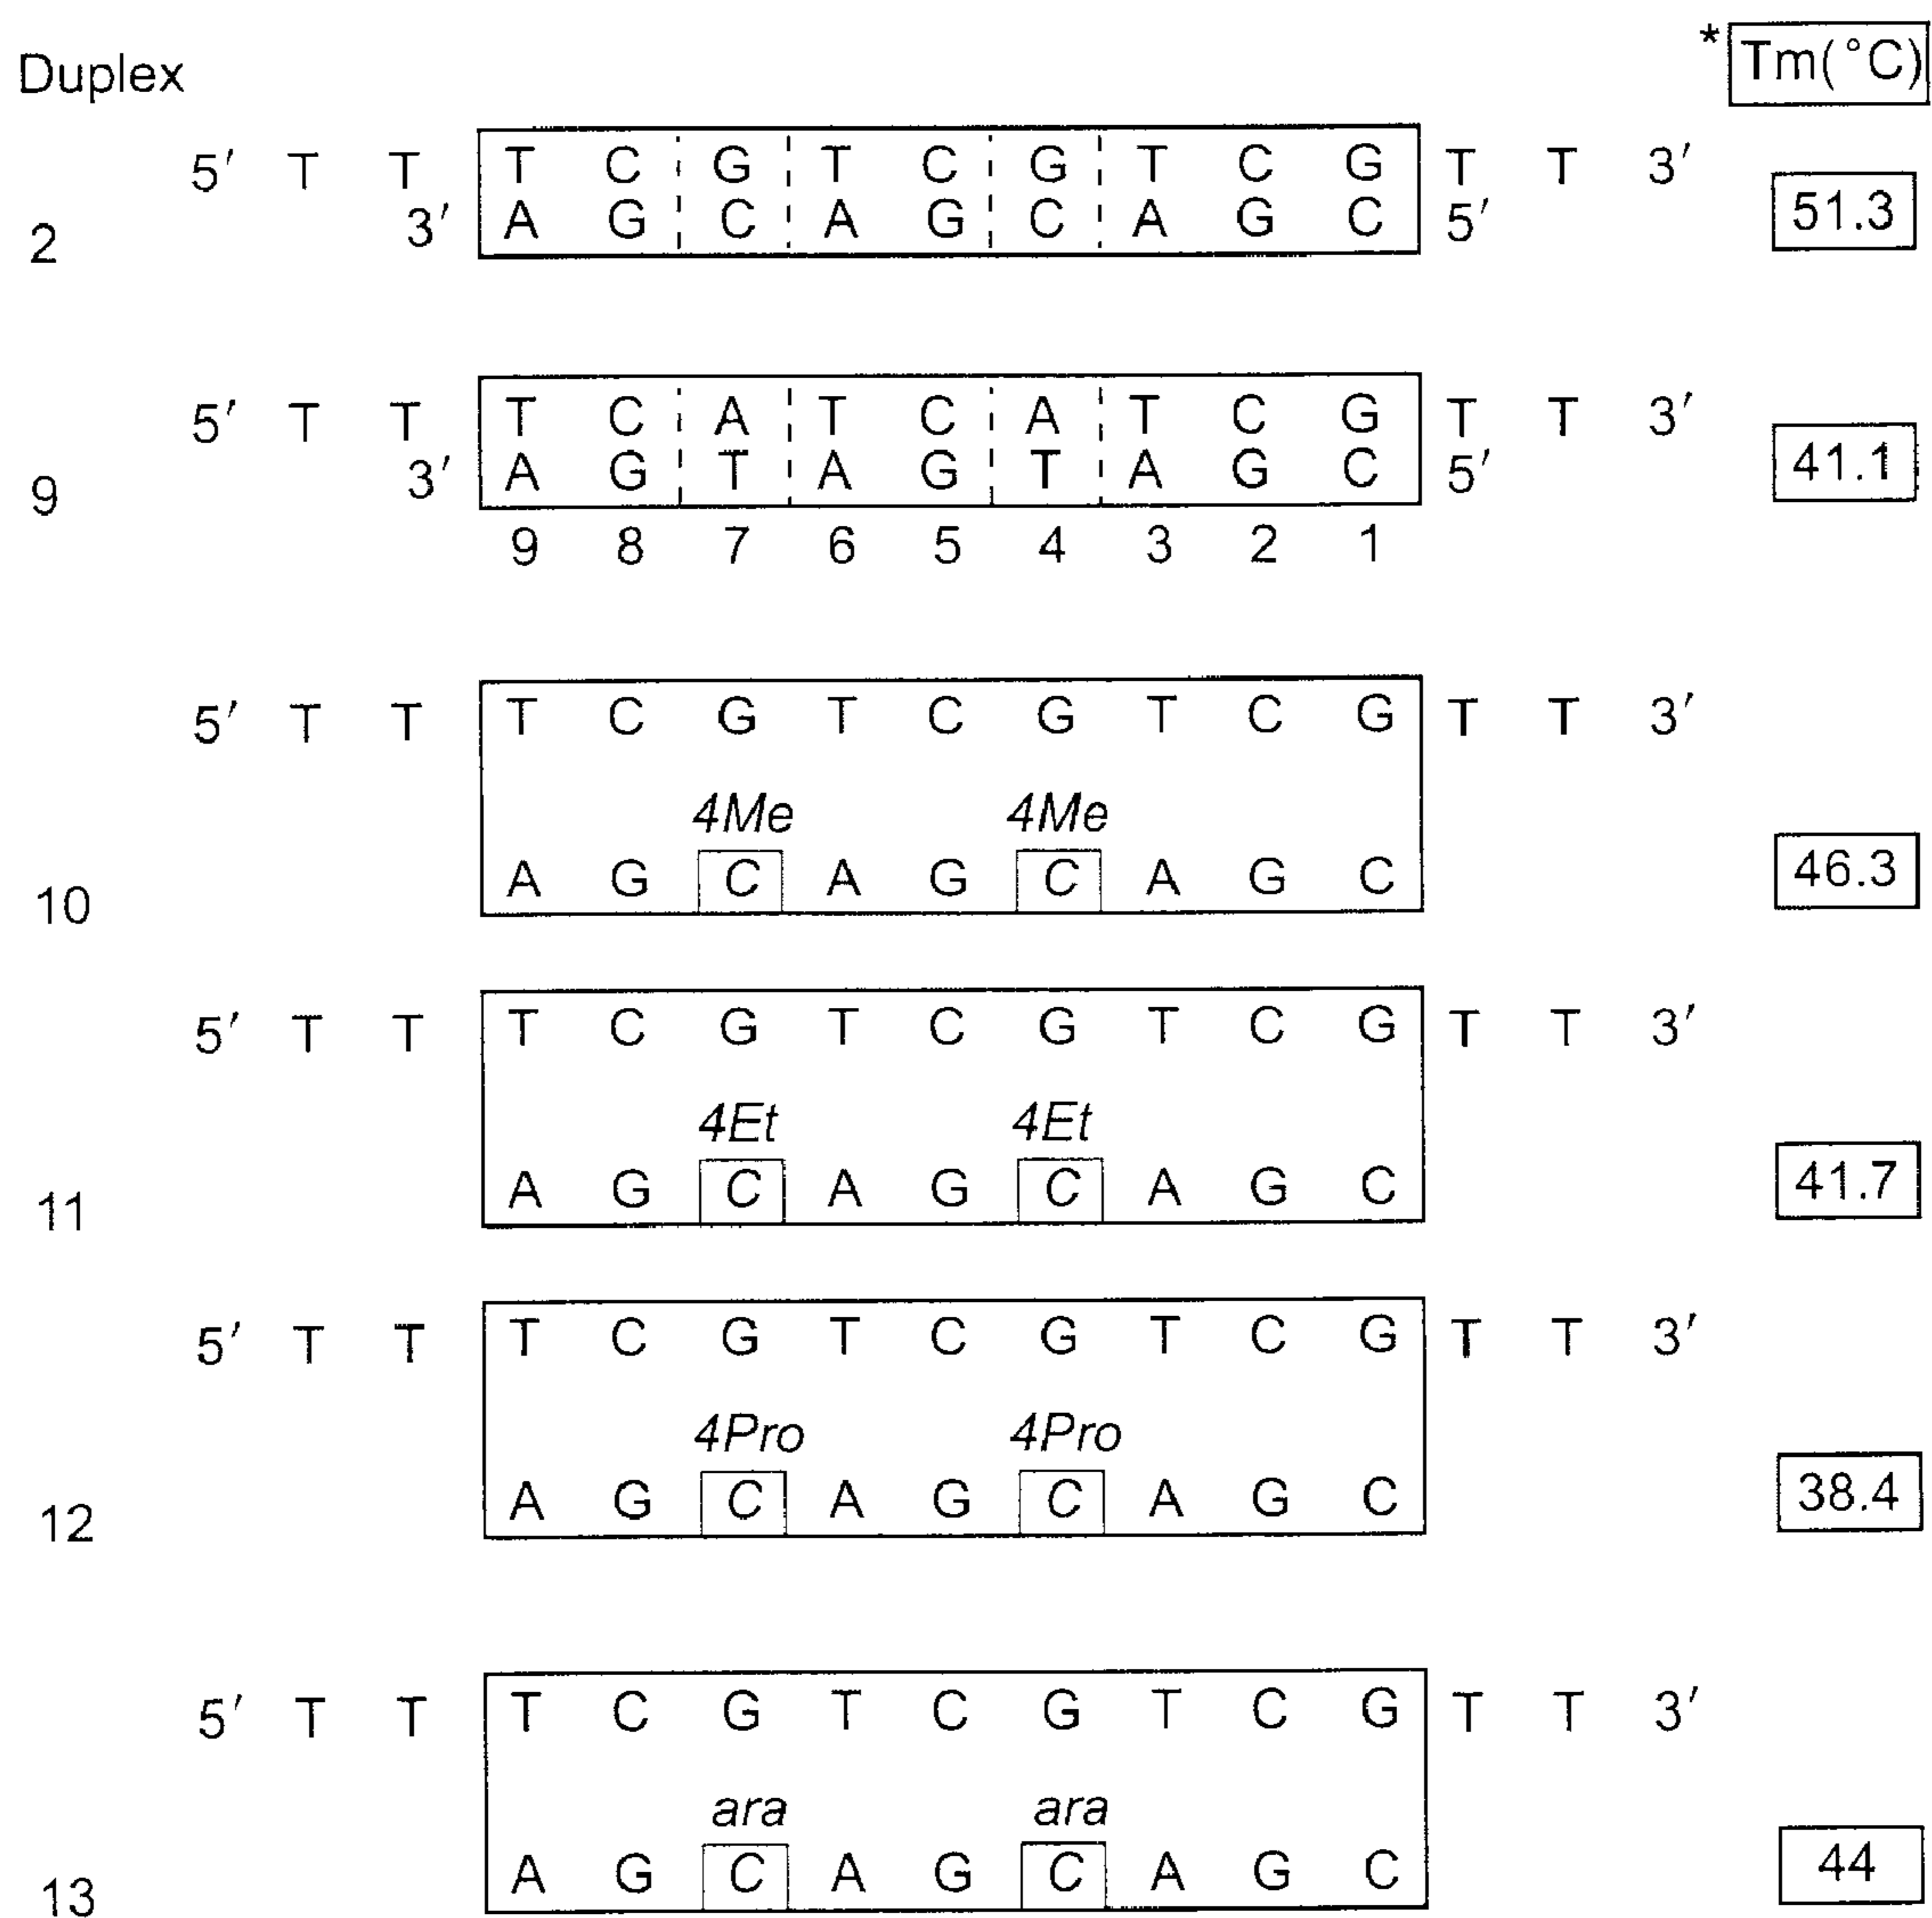 Duplex * Tm(°C)
5′ T T T C G T C G T C G T T 3′
2 3′ A G C A G C A G C 5′ 51.3
5′ T T T C A T C A T C G T T 3′
9 3′ A G T A G T A G C 5′ 41.1
9 8 7 6 5 4 3 2 1
5′ T T T C G T C G T C G T T 3′
4Me 4Me
10 A G C A G C A G C 46.3
5′ T T T C G T C G T C G T T 3′
4Et 4Et
11 A G C A G C A G C 41.7
5′ T T T C G T C G T C G T T 3′
4Pro 4Pro
12 A G C A G C A G C 38.4
5′ T T T C G T C G T C G T T 3′
ara ara
13 A G C A G C A G C 44